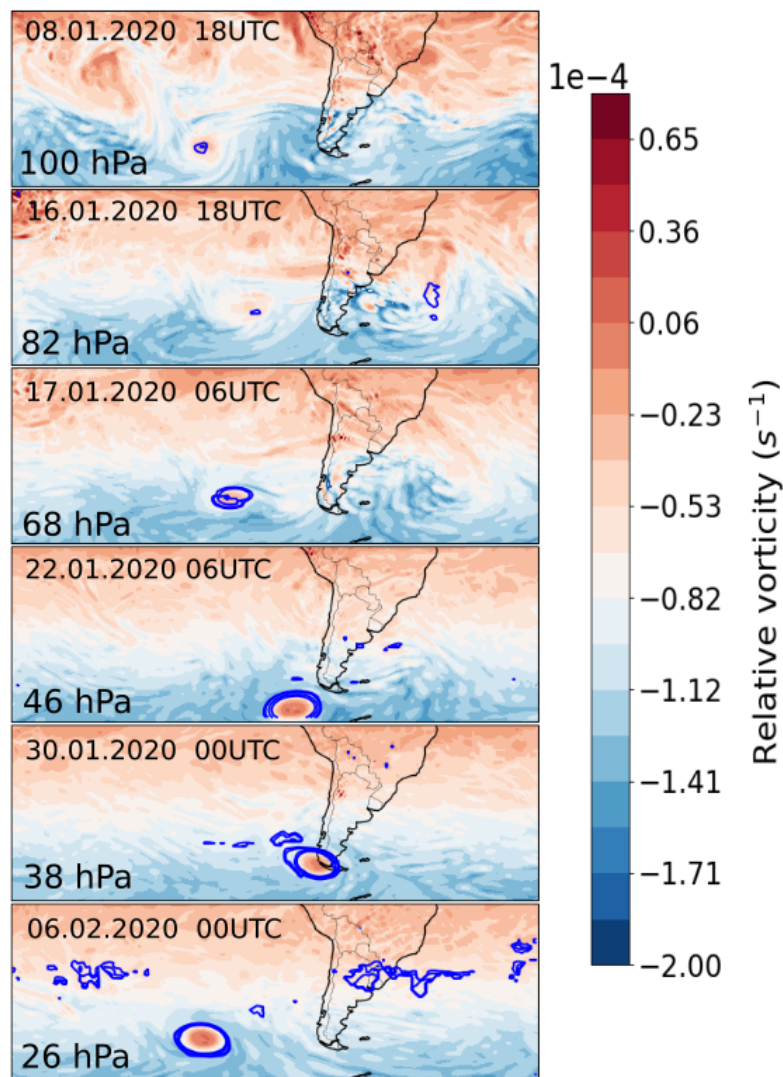 08.01.2020 18UTC
100 hPa
16.01.2020 18UTC
82 hPa
17.01.2020 06UTC
68 hPa
22.01.2020 06UTC
46 hPa
30.01.2020 00UTC
38 hPa
06.02.2020 00UTC
26 hPa
1e−4
0.65
0.36
0.06
−0.23
−0.53
−0.82
−1.12
−1.41
−1.71
−2.00
Relative vorticity (s⁻¹)